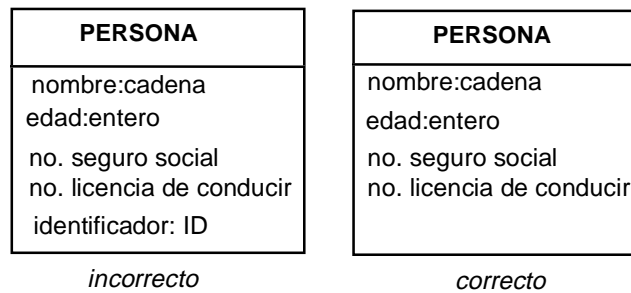 PERSONA
nombre:cadena
edad:entero
no. seguro social
no. licencia de conducir
identificador: ID
incorrecto
PERSONA
nombre:cadena
edad:entero
no. seguro social
no. licencia de conducir
correcto